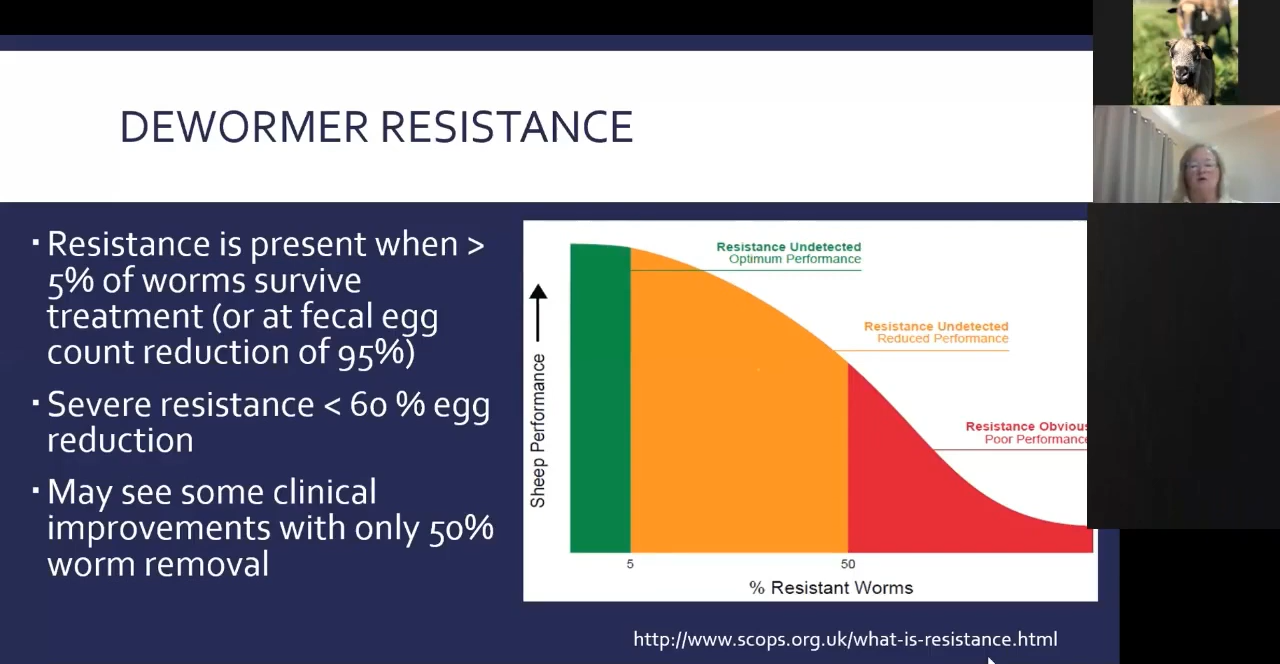 DEWORMER RESISTANCE
▪ Resistance is present when >
5% of worms survive
treatment (or at fecal egg
count reduction of 95%)
▪ Severe resistance < 60 % egg
reduction
▪ May see some clinical
improvements with only 50%
worm removal
Resistance Undetected
Optimum Performance
Resistance Undetected
Reduced Performance
Resistance Obvious
Poor Performance
Sheep Performance
5 50
% Resistant Worms
http://www.scops.org.uk/what-is-resistance.html